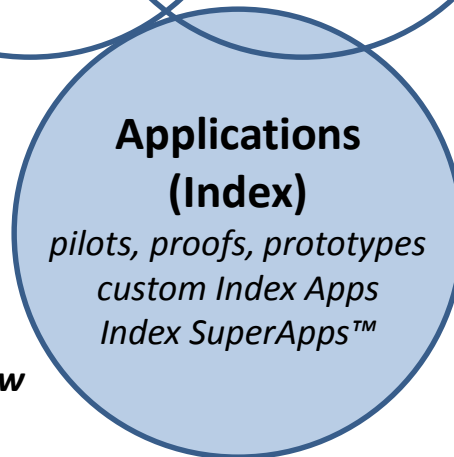 Applications
(Index)
pilots, proofs, prototypes
custom Index Apps
Index SuperApps™